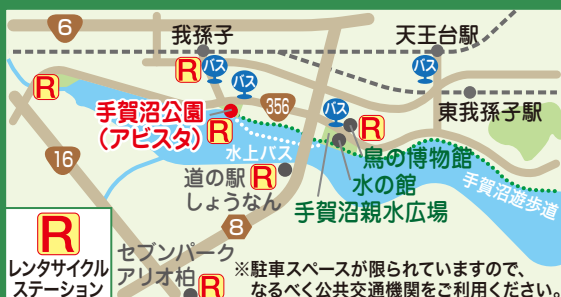 6
我孫子
天王台駅
バス
R
バス
バス
R
バス
東我孫子駅
手賀沼公園
(アビスタ)
R
356
R
16
水上バス
鳥の博物館
道の駅
しょうなん
R
水の館
手賀沼親水広場
手賀沼遊歩道
8
R
レンタサイクル
ステーション
セブンパーク
アリオ柏
R
※駐車スペースが限られていますので、
なるべく公共交通機関をご利用ください。